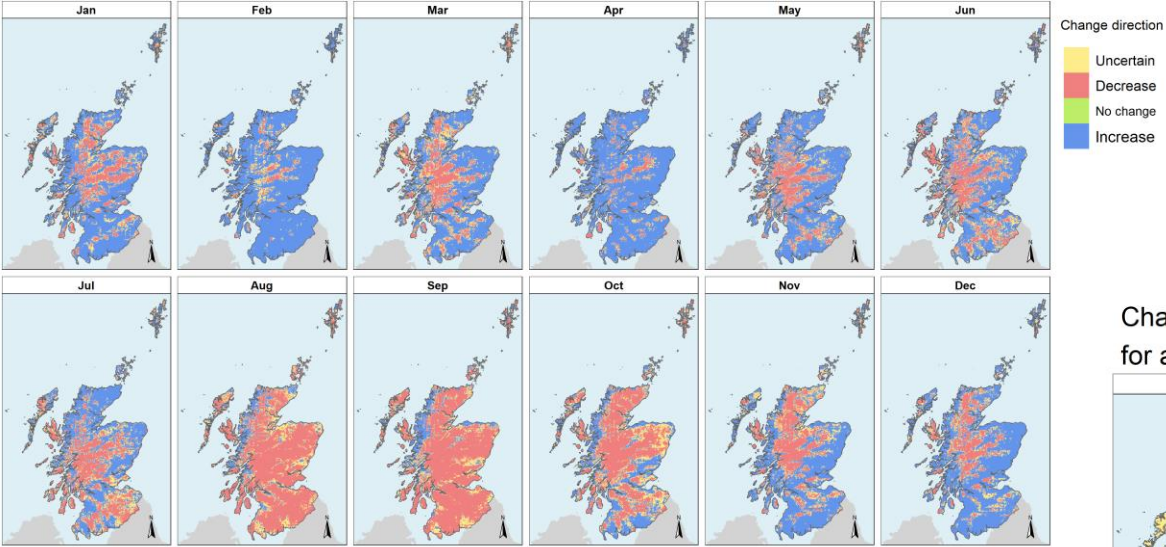 Jan
Feb
Mar
Apr
May
Jun
Change direction
Uncertain
Decrease
No change
Increase
N
N
N
N
N
N
Jul
Aug
Sep
Oct
Nov
Dec
N
N
N
N
N
N
Cha
for a